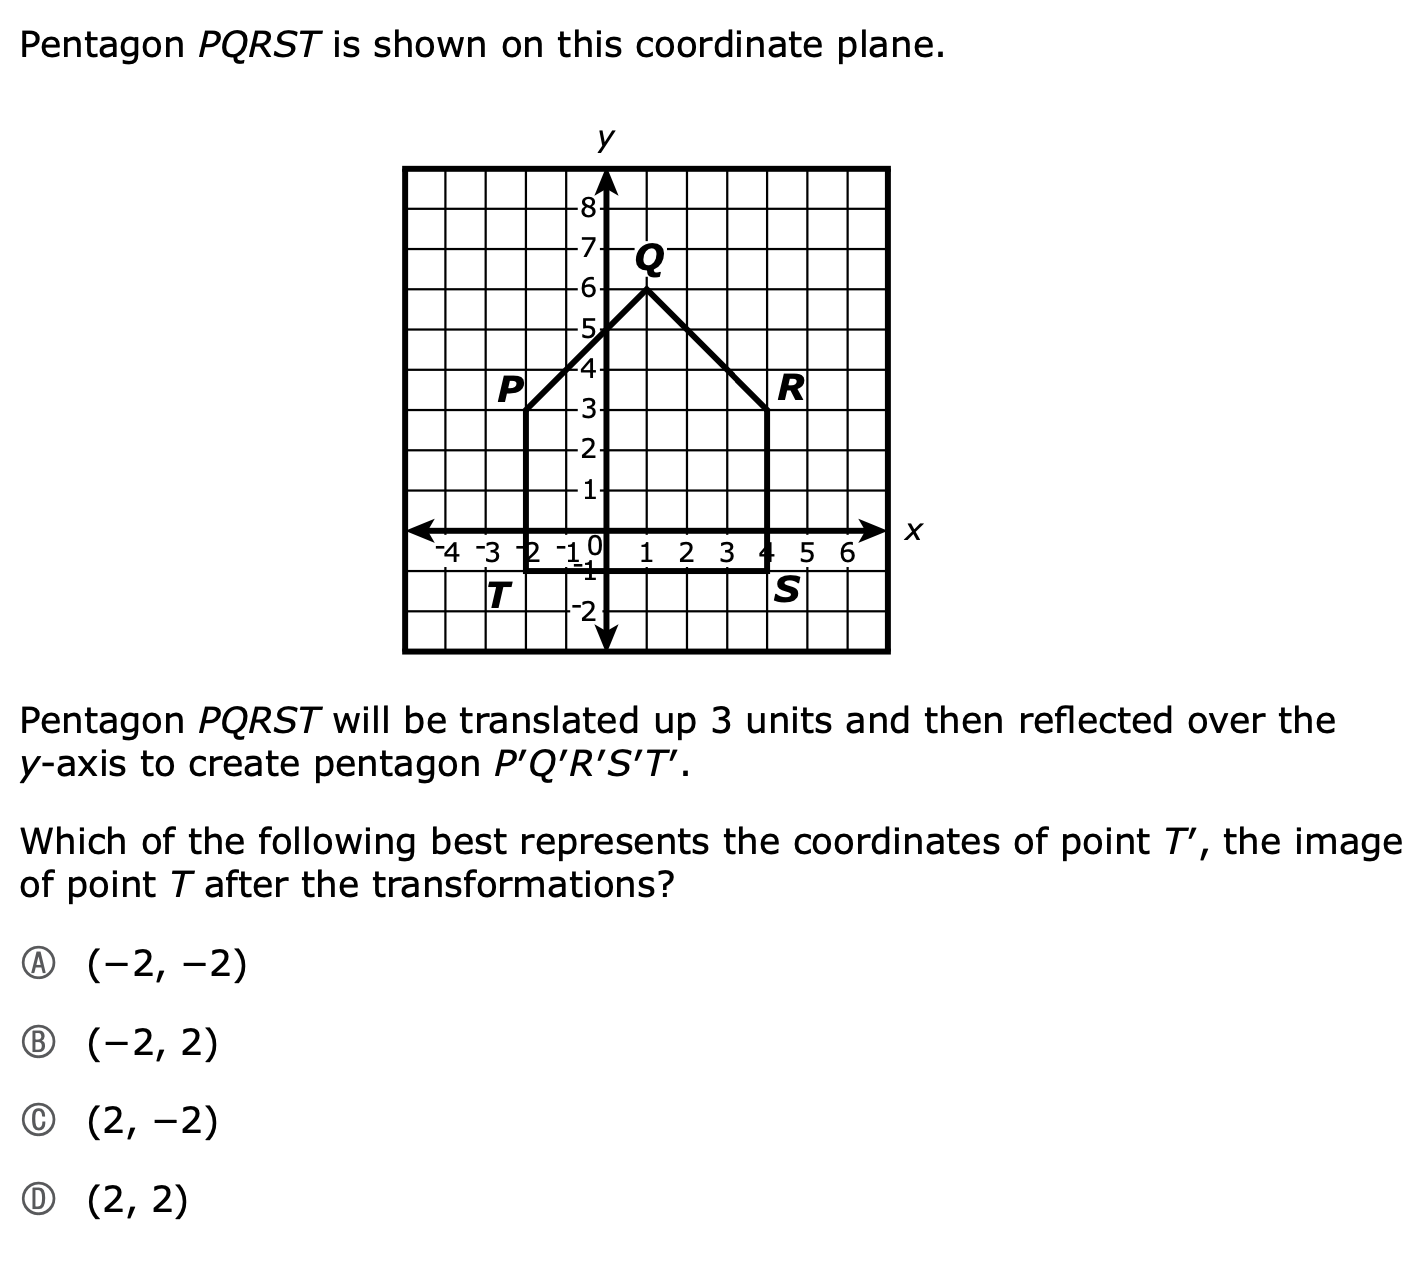 Pentagon PQRST is shown on this coordinate plane.
y
8
7
Q
6
5
4
P
R
3
2
1
x
-4 -3 -2 -1 0 1 2 3 4 5 6
-1
T
S
-2
Pentagon PQRST will be translated up 3 units and then reflected over the
y-axis to create pentagon P′Q′R′S′T′.
Which of the following best represents the coordinates of point T′, the image
of point T after the transformations?
Ⓐ (−2, −2)
Ⓑ (−2, 2)
Ⓒ (2, −2)
Ⓓ (2, 2)